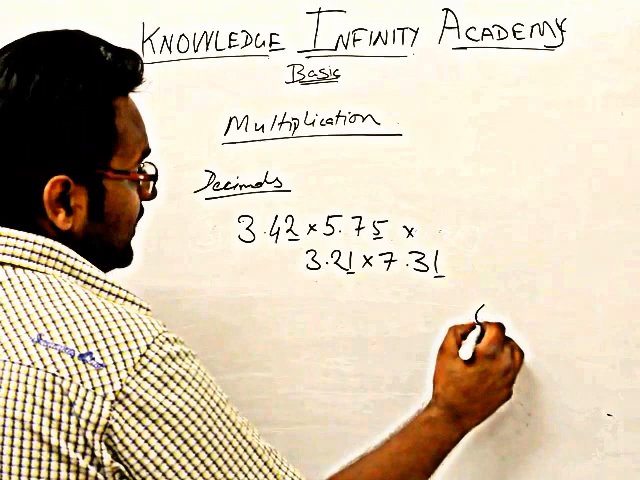 KNOWLEDGE INFINITY ACADEMY
Basic
Multiplication
Decimals
3.42 × 5.75 ×
3.21 × 7.31